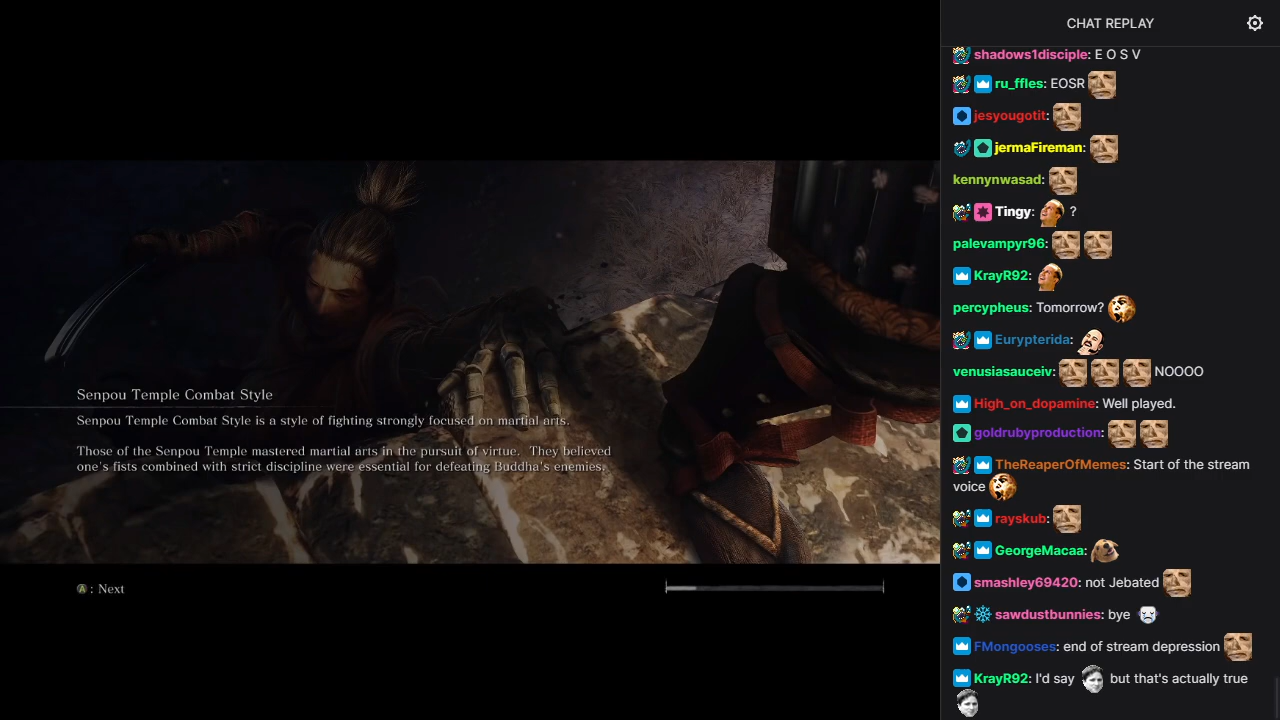 Senpou Temple Combat Style
Senpou Temple Combat Style is a style of fighting strongly focused on martial arts.
Those of the Senpou Temple mastered martial arts in the pursuit of virtue.  They believed
one's fists combined with strict discipline were essential for defeating Buddha's enemies.
A: Next
CHAT REPLAY
shadows1disciple: E O S V
ru_ffles: EOSR
jesyougotit:
jermaFireman:
kennynwasad:
Tingy: ?
palevampyr96:
KrayR92:
percypheus: Tomorrow?
Eurypterida:
venusiasauceiv: NOOOO
High_on_dopamine: Well played.
goldrubyproduction:
TheReaperOfMemes: Start of the stream
voice
rayskub:
GeorgeMacaa:
smashley69420: not Jebated
sawdustbunnies: bye
FMongooses: end of stream depression
KrayR92: I'd say but that's actually true